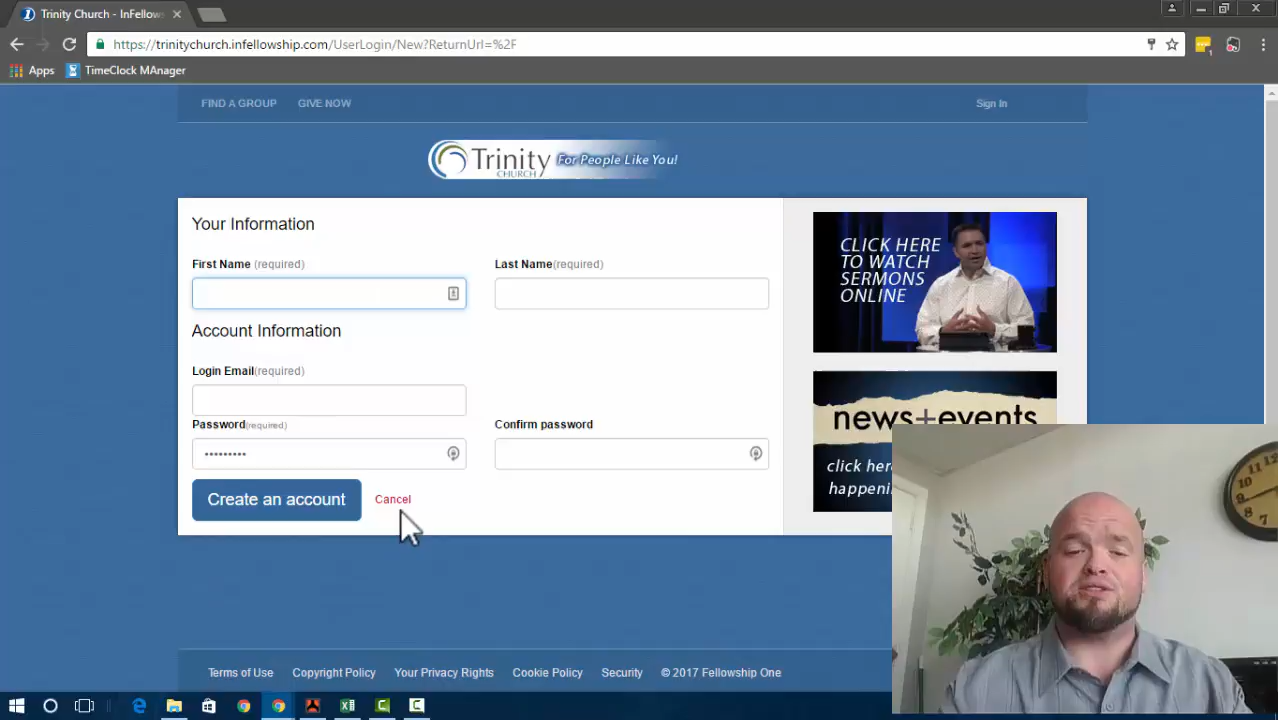 Trinity Church - InFellows
https://trinitychurch.infellowship.com/UserLogin/New?ReturnUrl=%2F
Apps TimeClock MAnager
FIND A GROUP GIVE NOW Sign In
Trinity CHURCH For People Like You!
Your Information
First Name (required) Last Name(required)
Account Information
Login Email(required)
Password(required) Confirm password
Create an account Cancel
CLICK HERE
TO WATCH
SERMONS
ONLINE
news+events
click her
happeni
Terms of Use Copyright Policy Your Privacy Rights Cookie Policy Security © 2017 Fellowship One